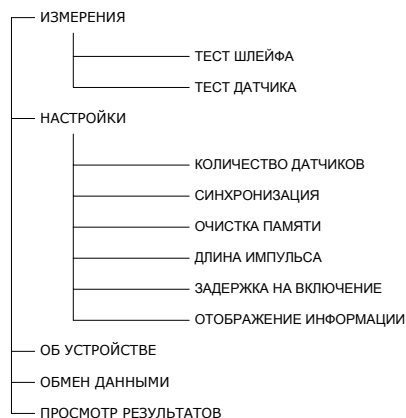 ИЗМЕРЕНИЯ
ТЕСТ ШЛЕЙФА
ТЕСТ ДАТЧИКА
НАСТРОЙКИ
КОЛИЧЕСТВО ДАТЧИКОВ
СИНХРОНИЗАЦИЯ
ОЧИСТКА ПАМЯТИ
ДЛИНА ИМПУЛЬСА
ЗАДЕРЖКА НА ВКЛЮЧЕНИЕ
ОТОБРАЖЕНИЕ ИНФОРМАЦИИ
ОБ УСТРОЙСТВЕ
ОБМЕН ДАННЫМИ
ПРОСМОТР РЕЗУЛЬТАТОВ